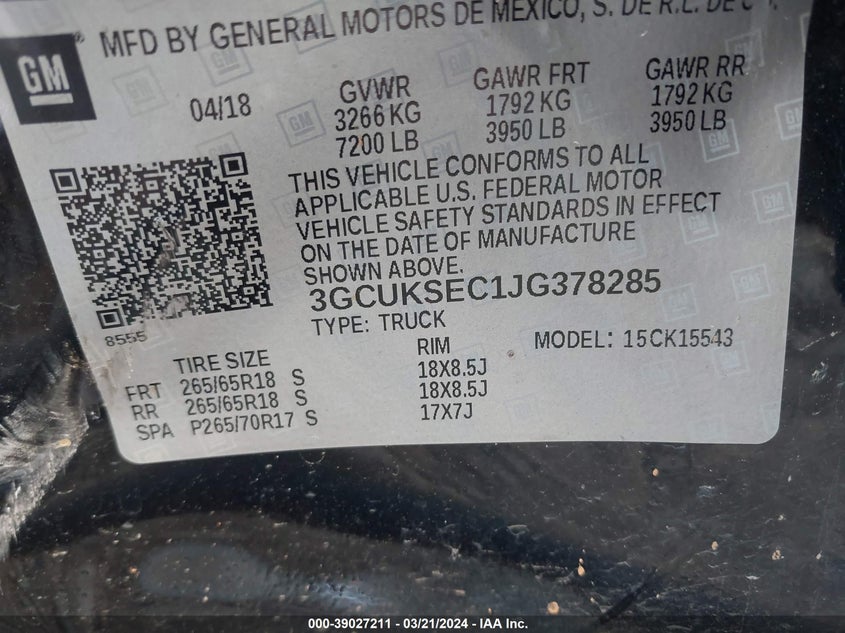 GM
MFD BY GENERAL MOTORS DE MEXICO, S. DE R.L. DE C
04/18
GVWR
3266 KG
7200 LB
GAWR FRT
1792 KG
3950 LB
GAWR RR
1792 KG
3950 LB
THIS VEHICLE CONFORMS TO ALL
APPLICABLE U.S. FEDERAL MOTOR
VEHICLE SAFETY STANDARDS IN EFFECT
ON THE DATE OF MANUFACTURE
SHOWN ABOVE.
3GCUKSEC1JG378285
8555
TYPE: TRUCK
MODEL: 15CK15543
TIRE SIZE RIM
FRT 265/65R18 S 18X8.5J
RR 265/65R18 S 18X8.5J
SPA P265/70R17 S 17X7J
000-39027211 - 03/21/2024 - IAA Inc.